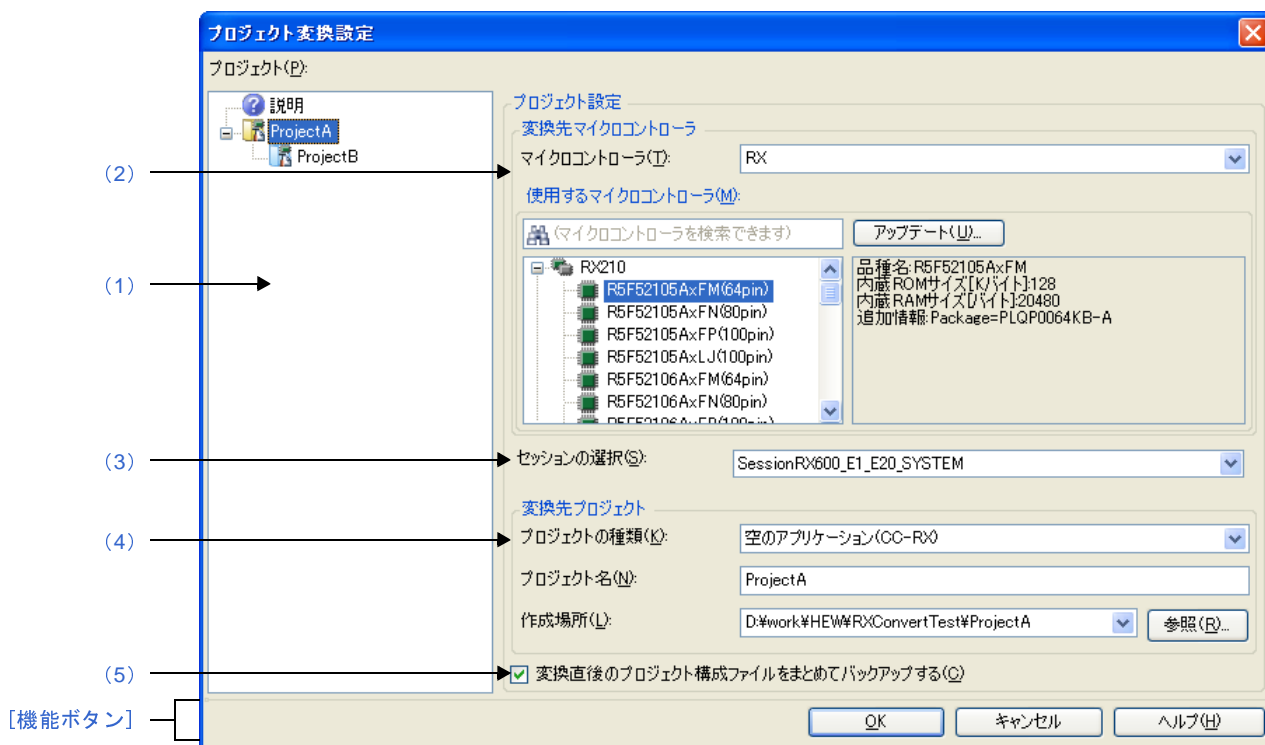 プロジェクト変換設定
プロジェクト(P):
説明
ProjectA
ProjectB
(1)
プロジェクト設定
変換先マイクロコントローラ
(2)
マイクロコントローラ(T):
RX
使用するマイクロコントローラ(M):
(マイクロコントローラを検索できます)
アップデート(U)...
RX210
R5F52105AxFM(64pin)
R5F52105AxFN(80pin)
R5F52105AxFP(100pin)
R5F52105AxLJ(100pin)
R5F52106AxFM(64pin)
R5F52106AxFN(80pin)
R5F52106AxFP(100pin)
品種名:R5F52105AxFM
内蔵ROMサイズ[Kバイト]:128
内蔵RAMサイズ[バイト]:20480
追加情報:Package=PLQP0064KB-A
(3)
セッションの選択(S):
SessionRX600_E1_E20_SYSTEM
変換先プロジェクト
(4)
プロジェクトの種類(K):
空のアプリケーション(CC-RX)
プロジェクト名(N):
ProjectA
作成場所(L):
D:¥work¥HEW¥RXConvertTest¥ProjectA
参照(R)...
(5)
変換直後のプロジェクト構成ファイルをまとめてバックアップする(C)
[機能ボタン]
OK
キャンセル
ヘルプ(H)